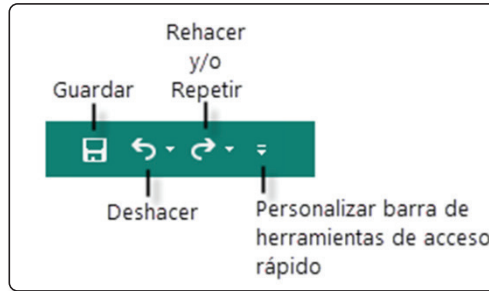 Rehacer
y/o
Guardar Repetir
Deshacer
Personalizar barra de
herramientas de acceso
rápido